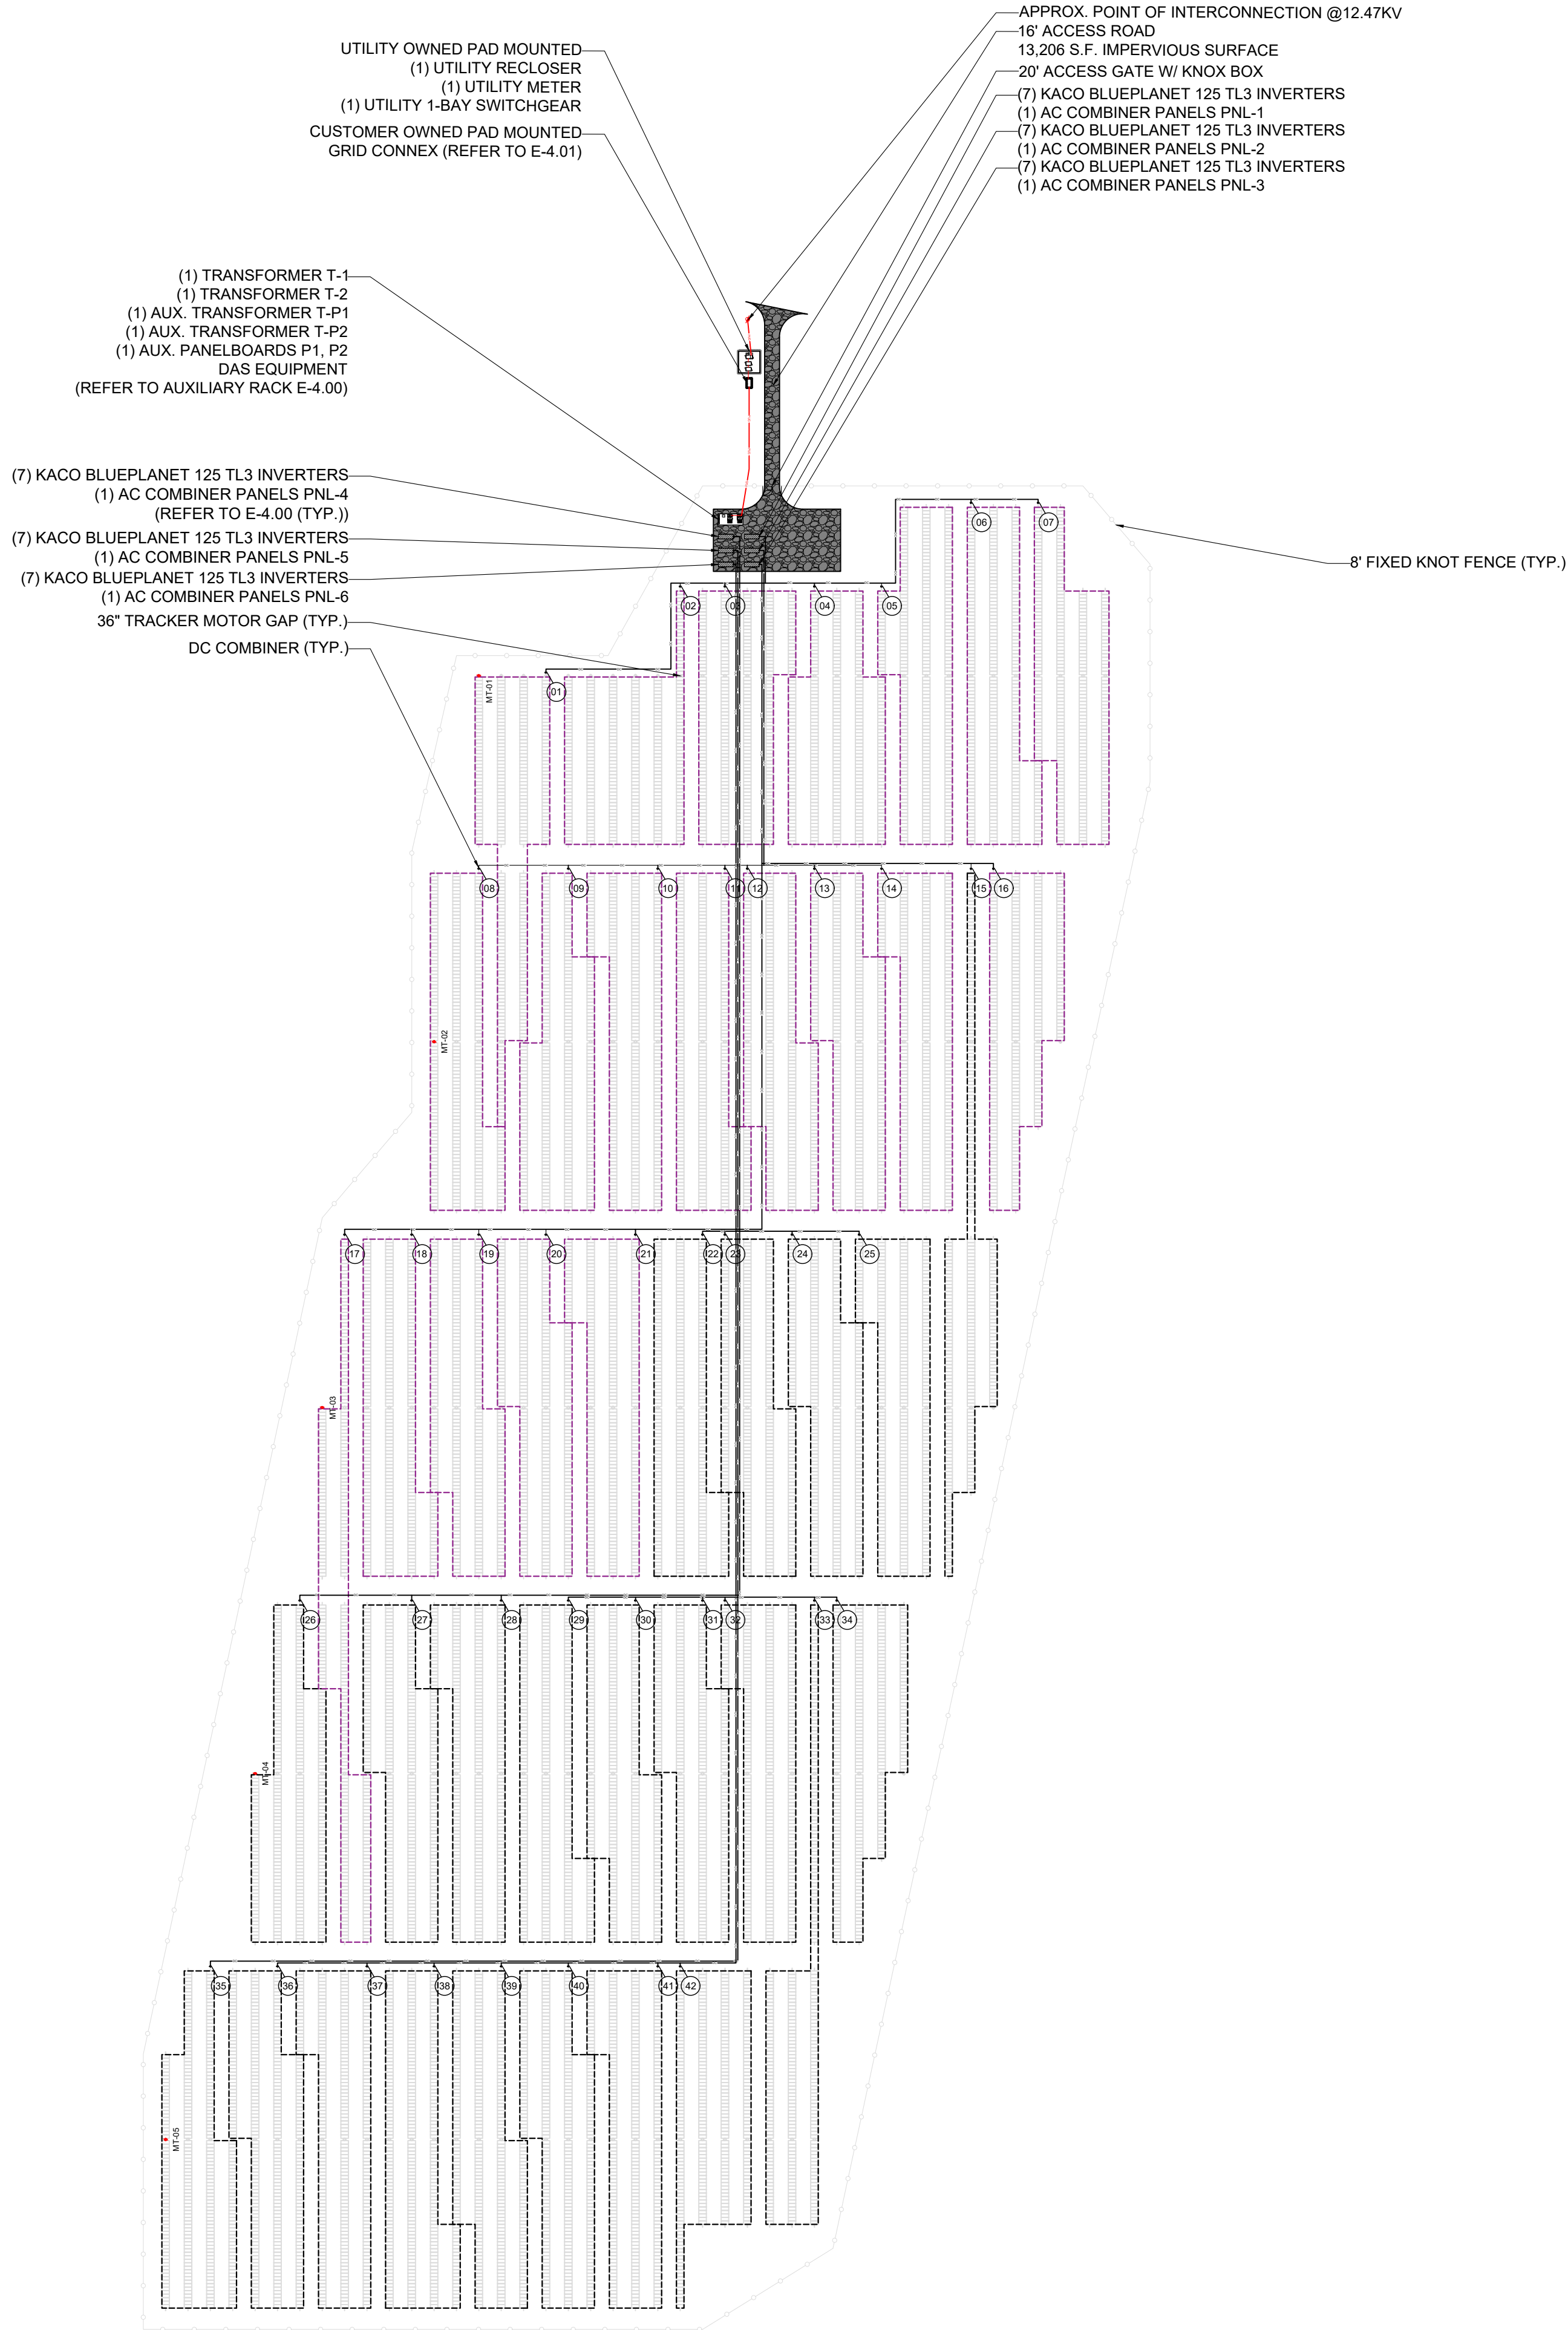 APPROX. POINT OF INTERCONNECTION @12.47KV
16' ACCESS ROAD
13,206 S.F. IMPERVIOUS SURFACE
20' ACCESS GATE W/ KNOX BOX
(7) KACO BLUEPLANET 125 TL3 INVERTERS
(1) AC COMBINER PANELS PNL-1
(7) KACO BLUEPLANET 125 TL3 INVERTERS
(1) AC COMBINER PANELS PNL-2
(7) KACO BLUEPLANET 125 TL3 INVERTERS
(1) AC COMBINER PANELS PNL-3
UTILITY OWNED PAD MOUNTED
(1) UTILITY RECLOSER
(1) UTILITY METER
(1) UTILITY 1-BAY SWITCHGEAR
CUSTOMER OWNED PAD MOUNTED
GRID CONNEX (REFER TO E-4.01)
(1) TRANSFORMER T-1
(1) TRANSFORMER T-2
(1) AUX. TRANSFORMER T-P1
(1) AUX. TRANSFORMER T-P2
(1) AUX. PANELBOARDS P1, P2
DAS EQUIPMENT
(REFER TO AUXILIARY RACK E-4.00)
(7) KACO BLUEPLANET 125 TL3 INVERTERS
(1) AC COMBINER PANELS PNL-4
(REFER TO E-4.00 (TYP.))
(7) KACO BLUEPLANET 125 TL3 INVERTERS
(1) AC COMBINER PANELS PNL-5
(7) KACO BLUEPLANET 125 TL3 INVERTERS
(1) AC COMBINER PANELS PNL-6
36" TRACKER MOTOR GAP (TYP.)
DC COMBINER (TYP.)
8' FIXED KNOT FENCE (TYP.)
06 07
02 03 04 05
01
MT-01
08 09 10 11 12 13 14 15 16
MT-02
17 18 19 20 21 22 23 24 25
MT-03
26 27 28 29 30 31 32 33 34
MT-04
35 36 37 38 39 40 41 42
MT-05